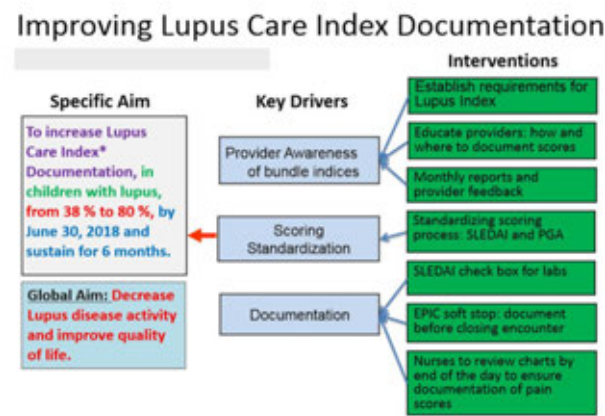 Improving Lupus Care Index Documentation
Interventions
Specific Aim
Key Drivers
To increase Lupus
Care Index*
Documentation, in
children with lupus,
from 38 % to 80 %, by
June 30, 2018 and
sustain for 6 months.
Global Aim: Decrease
Lupus disease activity
and improve quality
of life.
Provider Awareness
of bundle indices
Scoring
Standardization
Documentation
Establish requirements for
Lupus Index
Educate providers: how and
where to document scores
Monthly reports and
provider feedback
Standardizing scoring
process: SLEDAI and PGA
SLEDAI check box for labs
EPIC soft stop: document
before closing encounter
Nurses to review charts by
end of the day to ensure
documentation of pain
scores